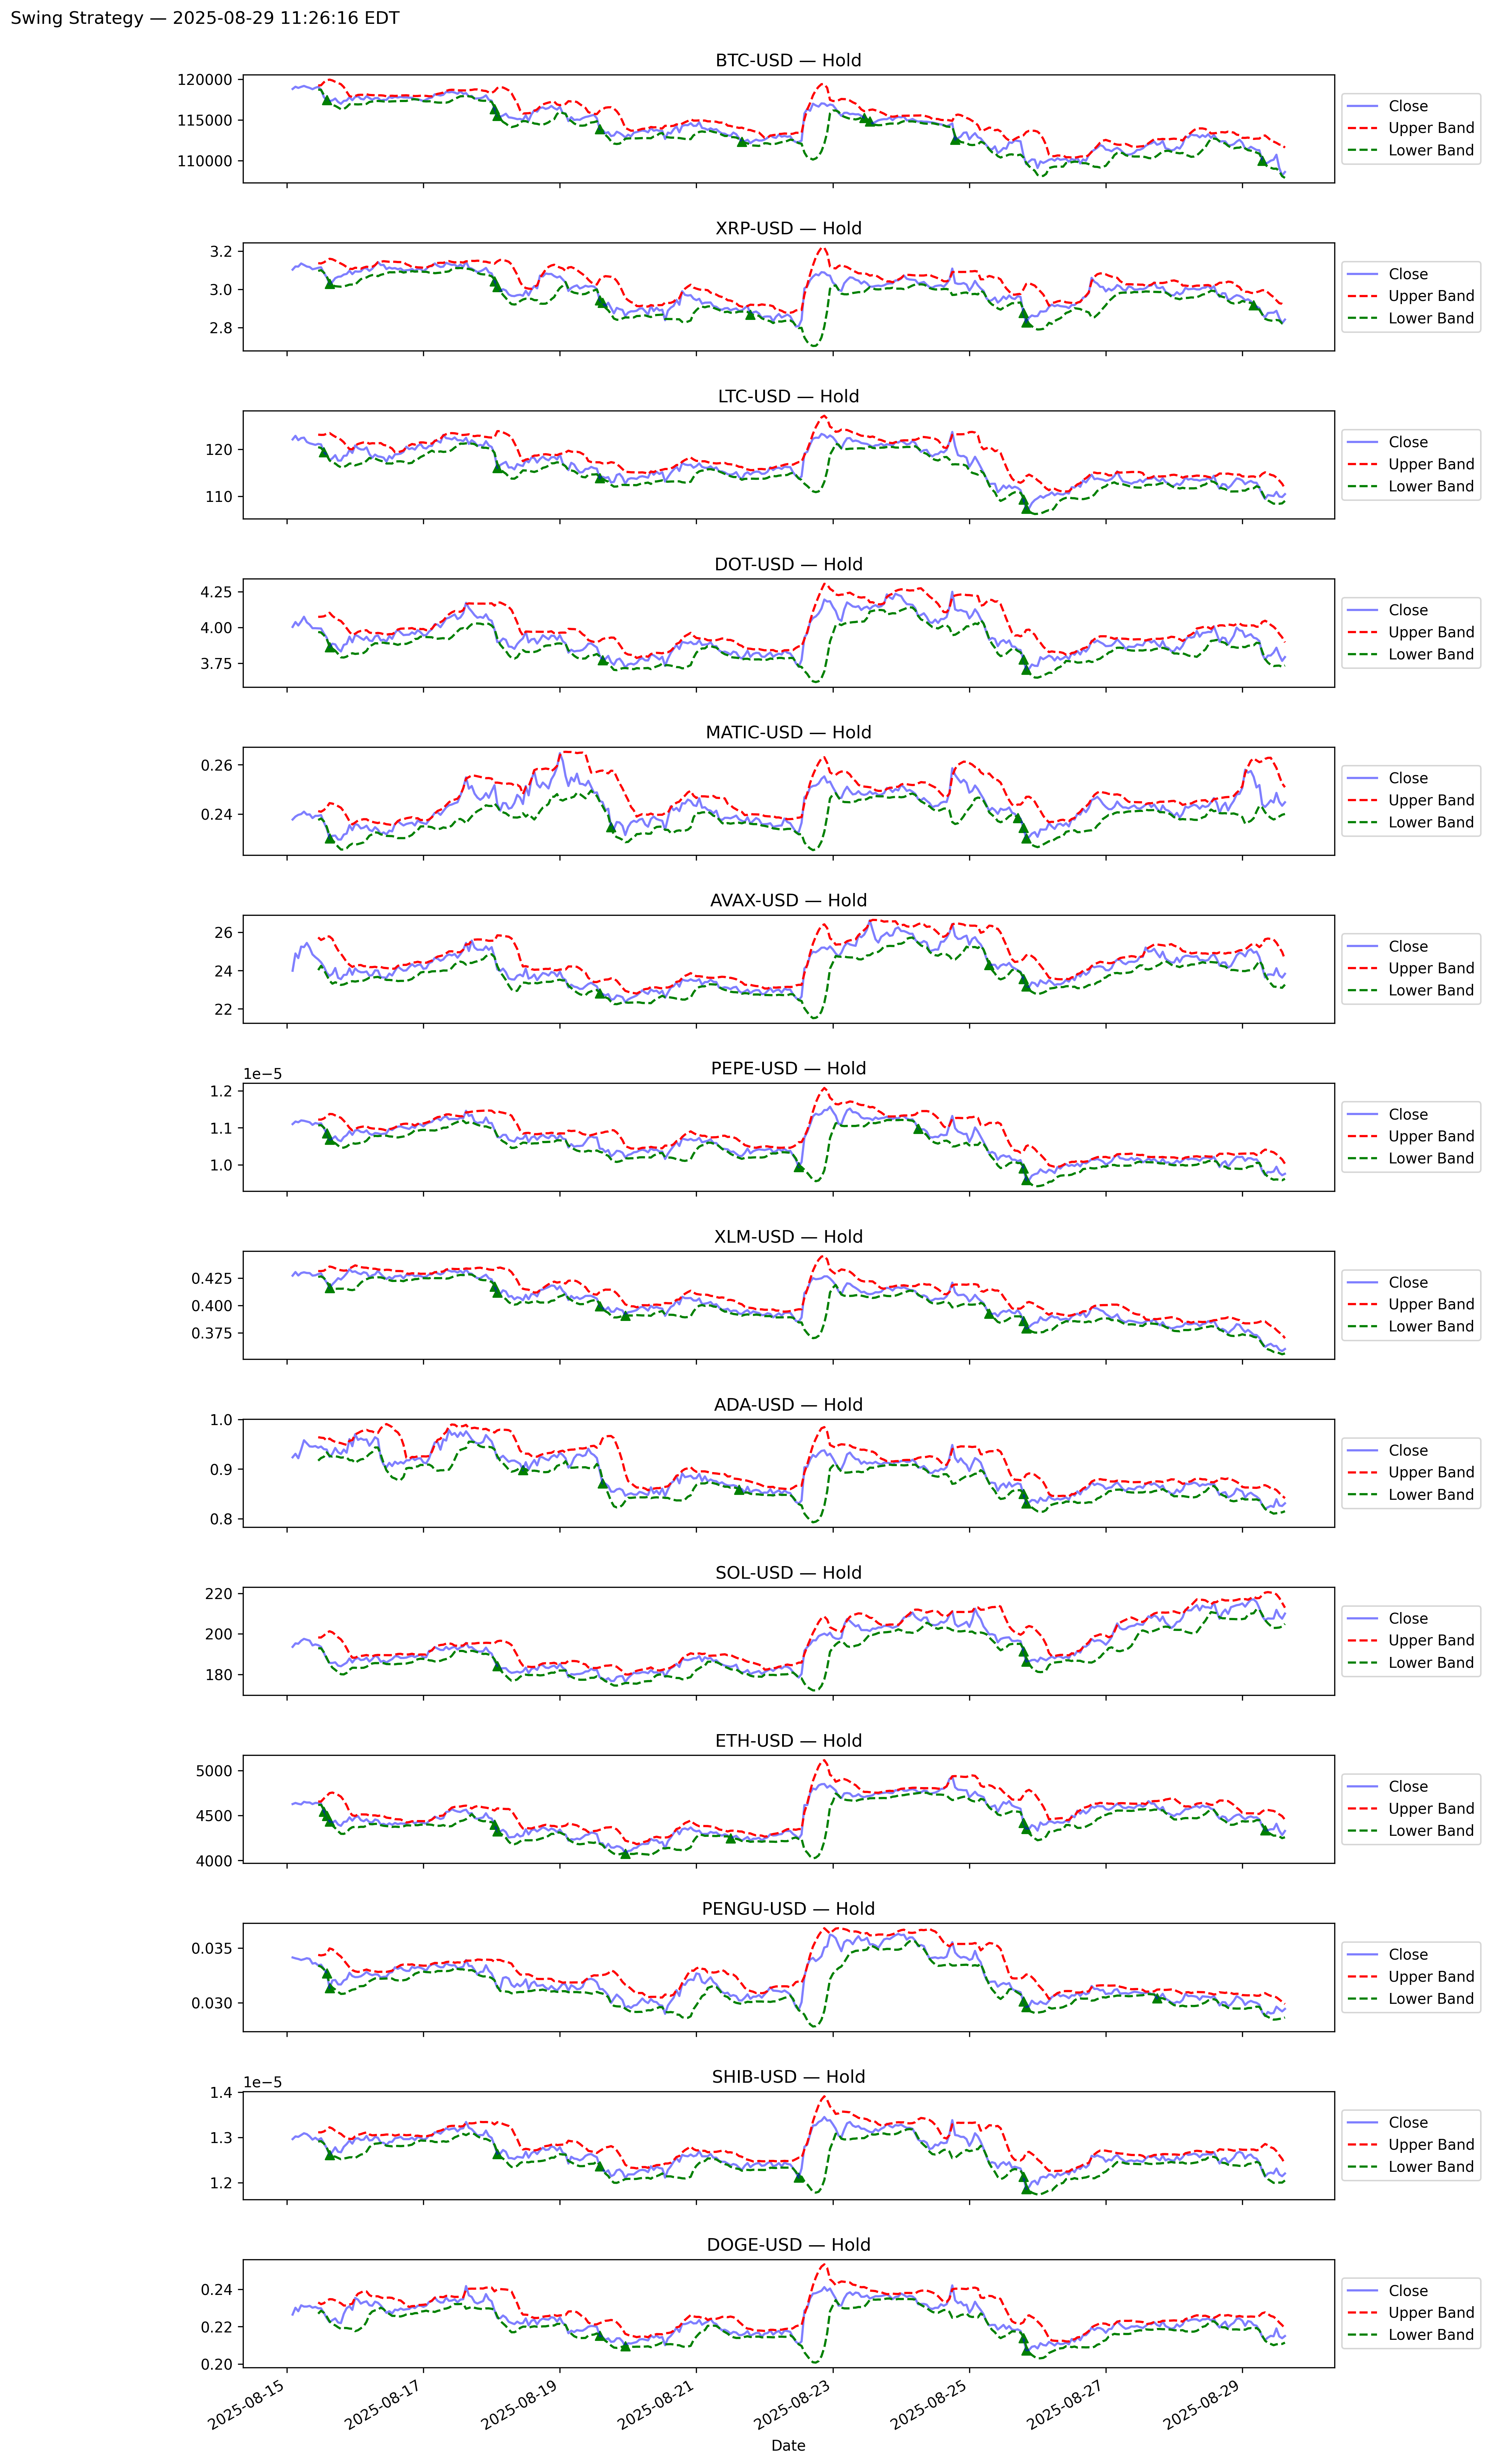 Swing Strategy — 2025-08-29 11:26:16 EDT
BTC-USD — Hold
120000
115000
110000
Close
Upper Band
Lower Band
XRP-USD — Hold
3.2
3.0
2.8
Close
Upper Band
Lower Band
LTC-USD — Hold
120
110
Close
Upper Band
Lower Band
DOT-USD — Hold
4.25
4.00
3.75
Close
Upper Band
Lower Band
MATIC-USD — Hold
0.26
0.24
Close
Upper Band
Lower Band
AVAX-USD — Hold
26
24
22
Close
Upper Band
Lower Band
PEPE-USD — Hold
1e−5
1.2
1.1
1.0
Close
Upper Band
Lower Band
XLM-USD — Hold
0.425
0.400
0.375
Close
Upper Band
Lower Band
ADA-USD — Hold
1.0
0.9
0.8
Close
Upper Band
Lower Band
SOL-USD — Hold
220
200
180
Close
Upper Band
Lower Band
ETH-USD — Hold
5000
4500
4000
Close
Upper Band
Lower Band
PENGU-USD — Hold
0.035
0.030
Close
Upper Band
Lower Band
SHIB-USD — Hold
1e−5
1.4
1.3
1.2
Close
Upper Band
Lower Band
DOGE-USD — Hold
0.24
0.22
0.20
Close
Upper Band
Lower Band
2025-08-15
2025-08-17
2025-08-19
2025-08-21
2025-08-23
2025-08-25
2025-08-27
2025-08-29
Date